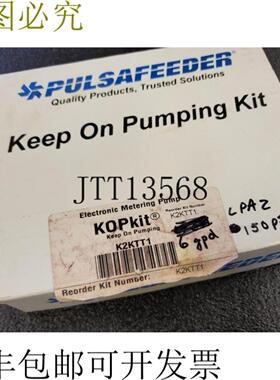 图必究
PULSAFEEDER®
Quality Products, Trusted Solutions
Keep On Pumping Kit
JTT13568
Electronic Metering Pump
KOPkit®
Keep On Pumping
K2KTT1
Reorder Kit Number
K2KTT1
6 gpd
LPA2
150P
Reorder Kit Number:
K2KTT1
包邮可开发票